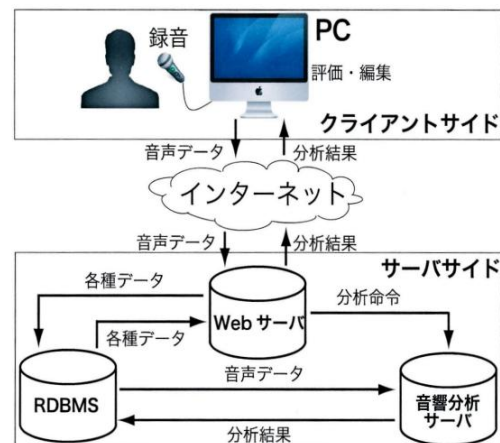 録音
PC
評価・編集
クライアントサイド
音声データ
分析結果
インターネット
音声データ
分析結果
サーバサイド
各種データ
Webサーバ
分析命令
各種データ
RDBMS
音声データ
音響分析
サーバ
分析結果